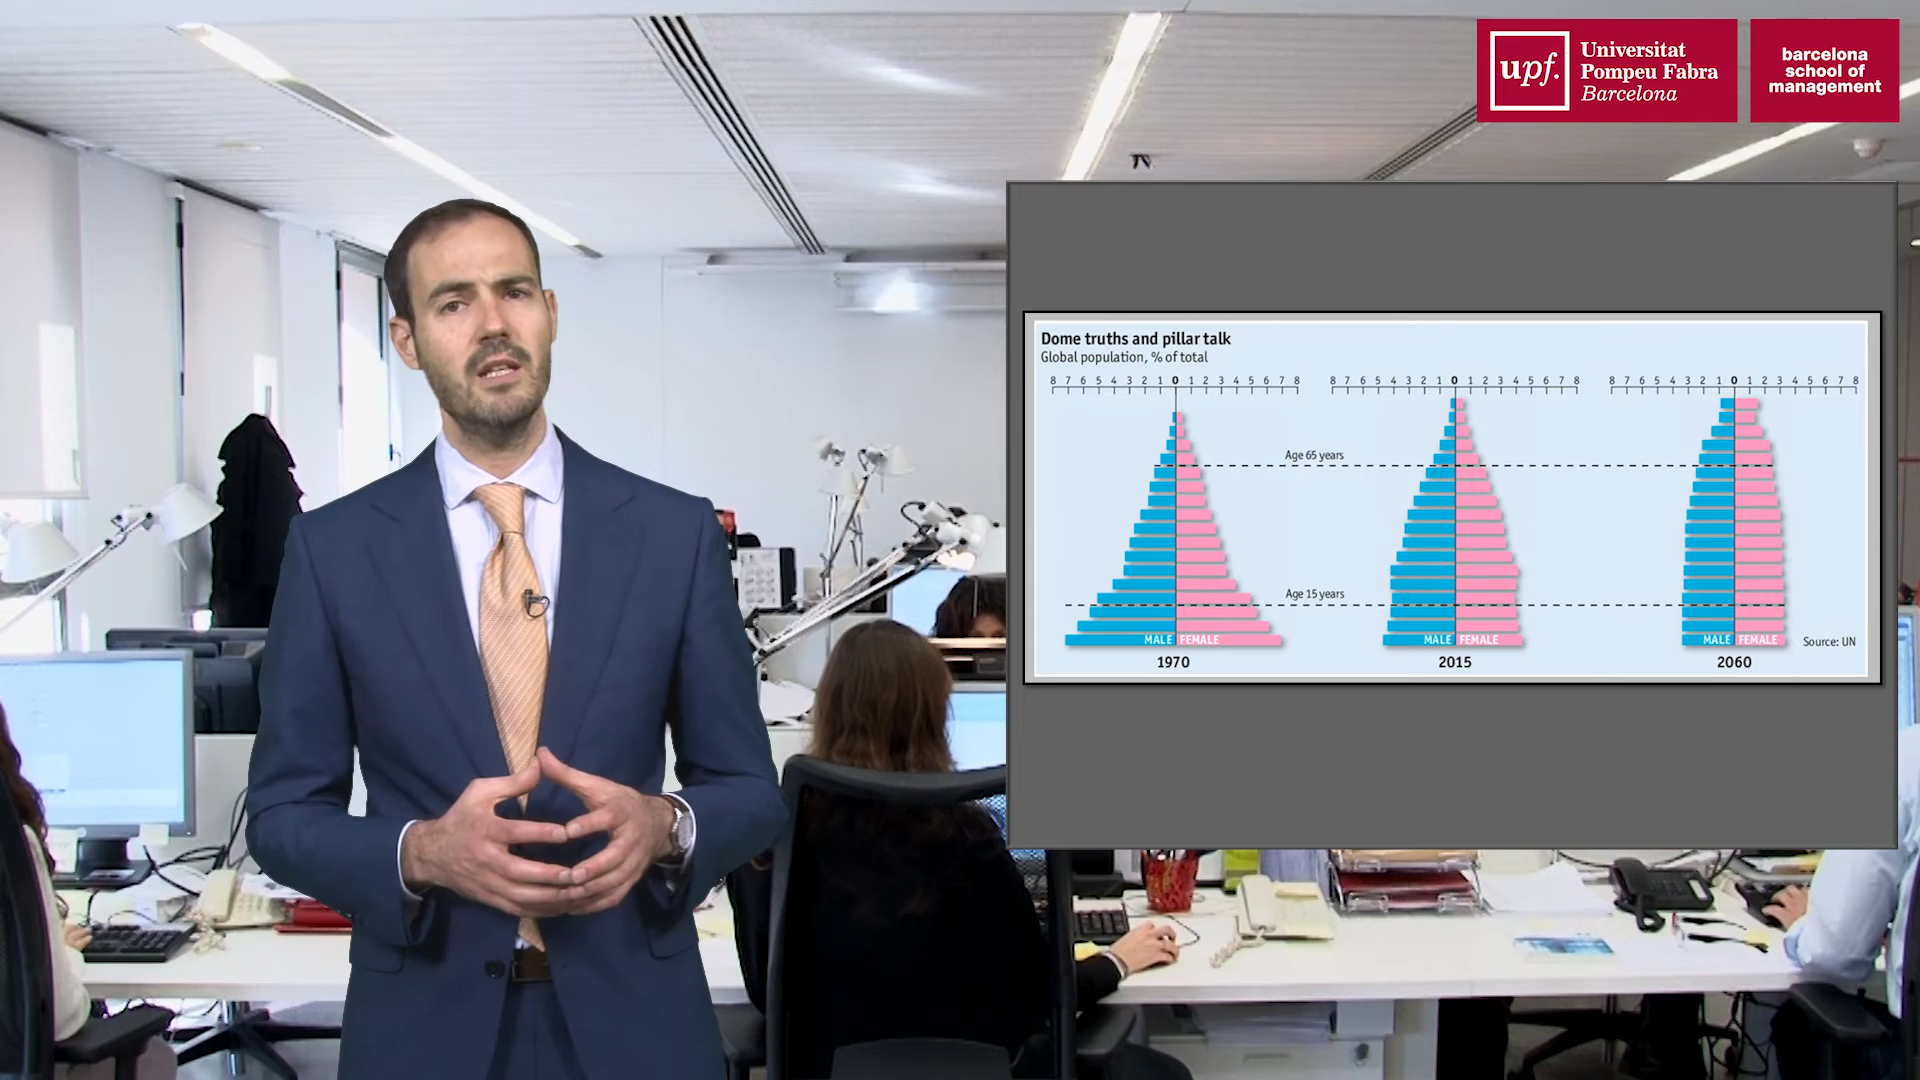 upf.
Universitat
Pompeu Fabra
Barcelona
barcelona
school of
management
Dome truths and pillar talk
Global population, % of total
8 7 6 5 4 3 2 1 0 1 2 3 4 5 6 7 8
8 7 6 5 4 3 2 1 0 1 2 3 4 5 6 7 8
8 7 6 5 4 3 2 1 0 1 2 3 4 5 6 7 8
Age 65 years
Age 15 years
MALE FEMALE
MALE FEMALE
MALE FEMALE
Source: UN
1970
2015
2060